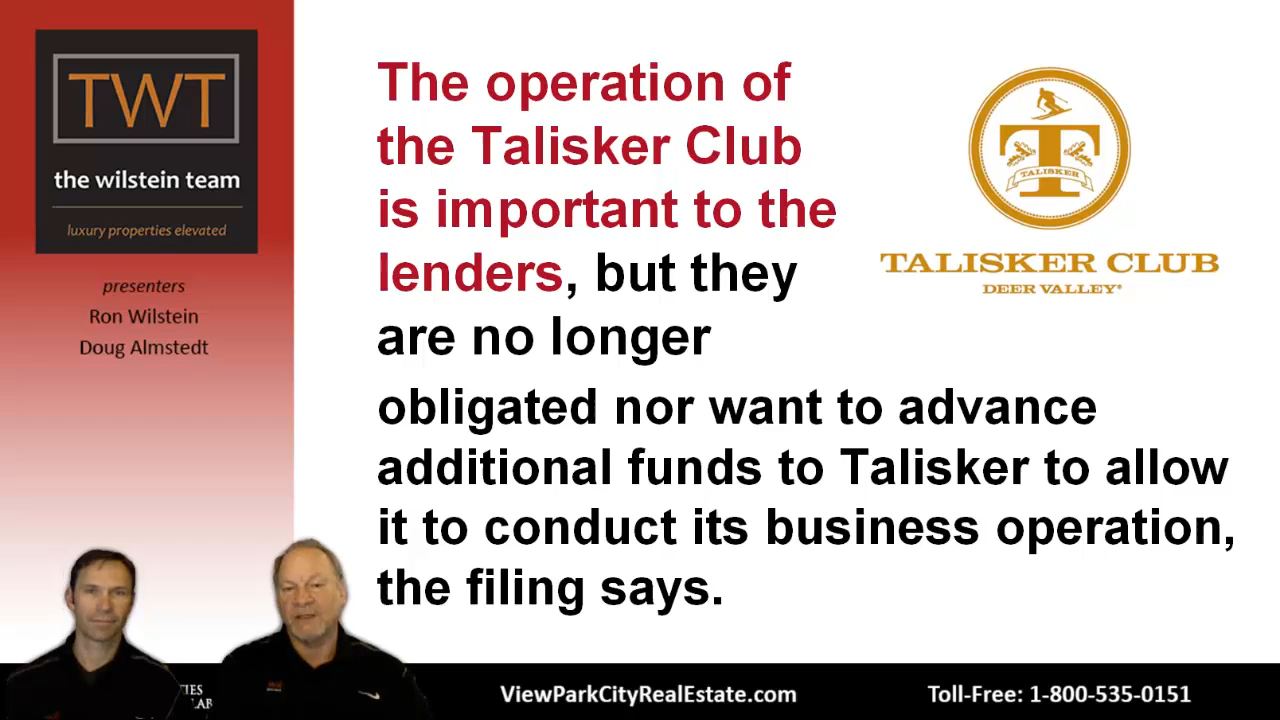 TWT
the wilstein team
luxury properties elevated
presenters
Ron Wilstein
Doug Almstedt
The operation of
the Talisker Club
is important to the
lenders, but they
are no longer
obligated nor want to advance
additional funds to Talisker to allow
it to conduct its business operation,
the filing says.
T
TALISKER
TALISKER CLUB
DEER VALLEY®
ViewParkCityRealEstate.com
Toll-Free: 1-800-535-0151